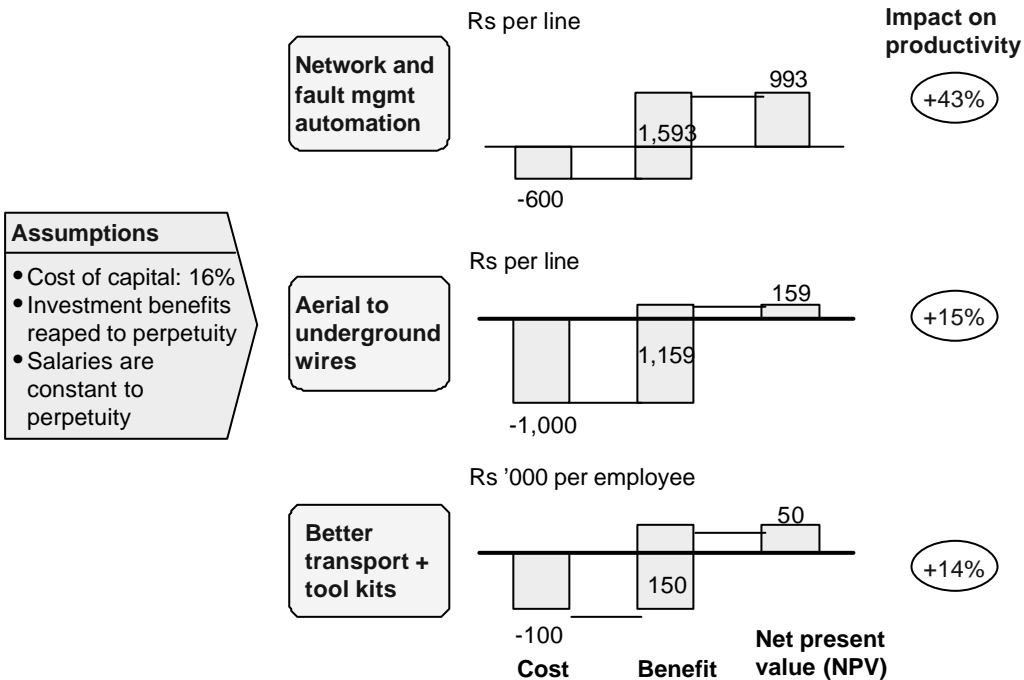 Rs per line
Impact on
productivity
Network and
fault mgmt
automation
993
1,593
-600
+43%
Assumptions
• Cost of capital: 16%
• Investment benefits
reaped to perpetuity
• Salaries are
constant to
perpetuity
Rs per line
Aerial to
underground
wires
159
1,159
-1,000
+15%
Rs ’000 per employee
Better
transport +
tool kits
50
150
-100
+14%
Cost
Benefit
Net present
value (NPV)